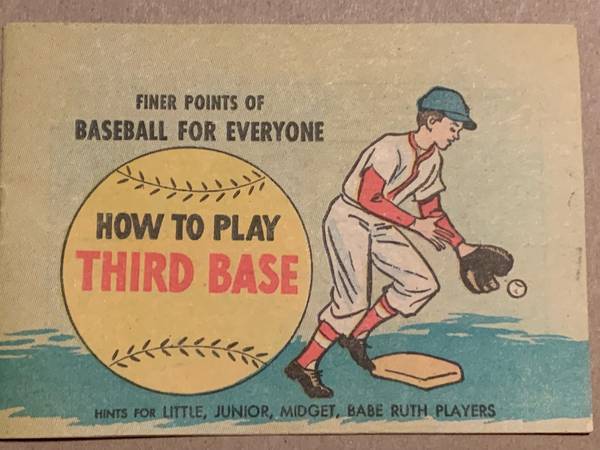 FINER POINTS OF
BASEBALL FOR EVERYONE
HOW TO PLAY
THIRD BASE
HINTS FOR LITTLE, JUNIOR, MIDGET, BABE RUTH PLAYERS